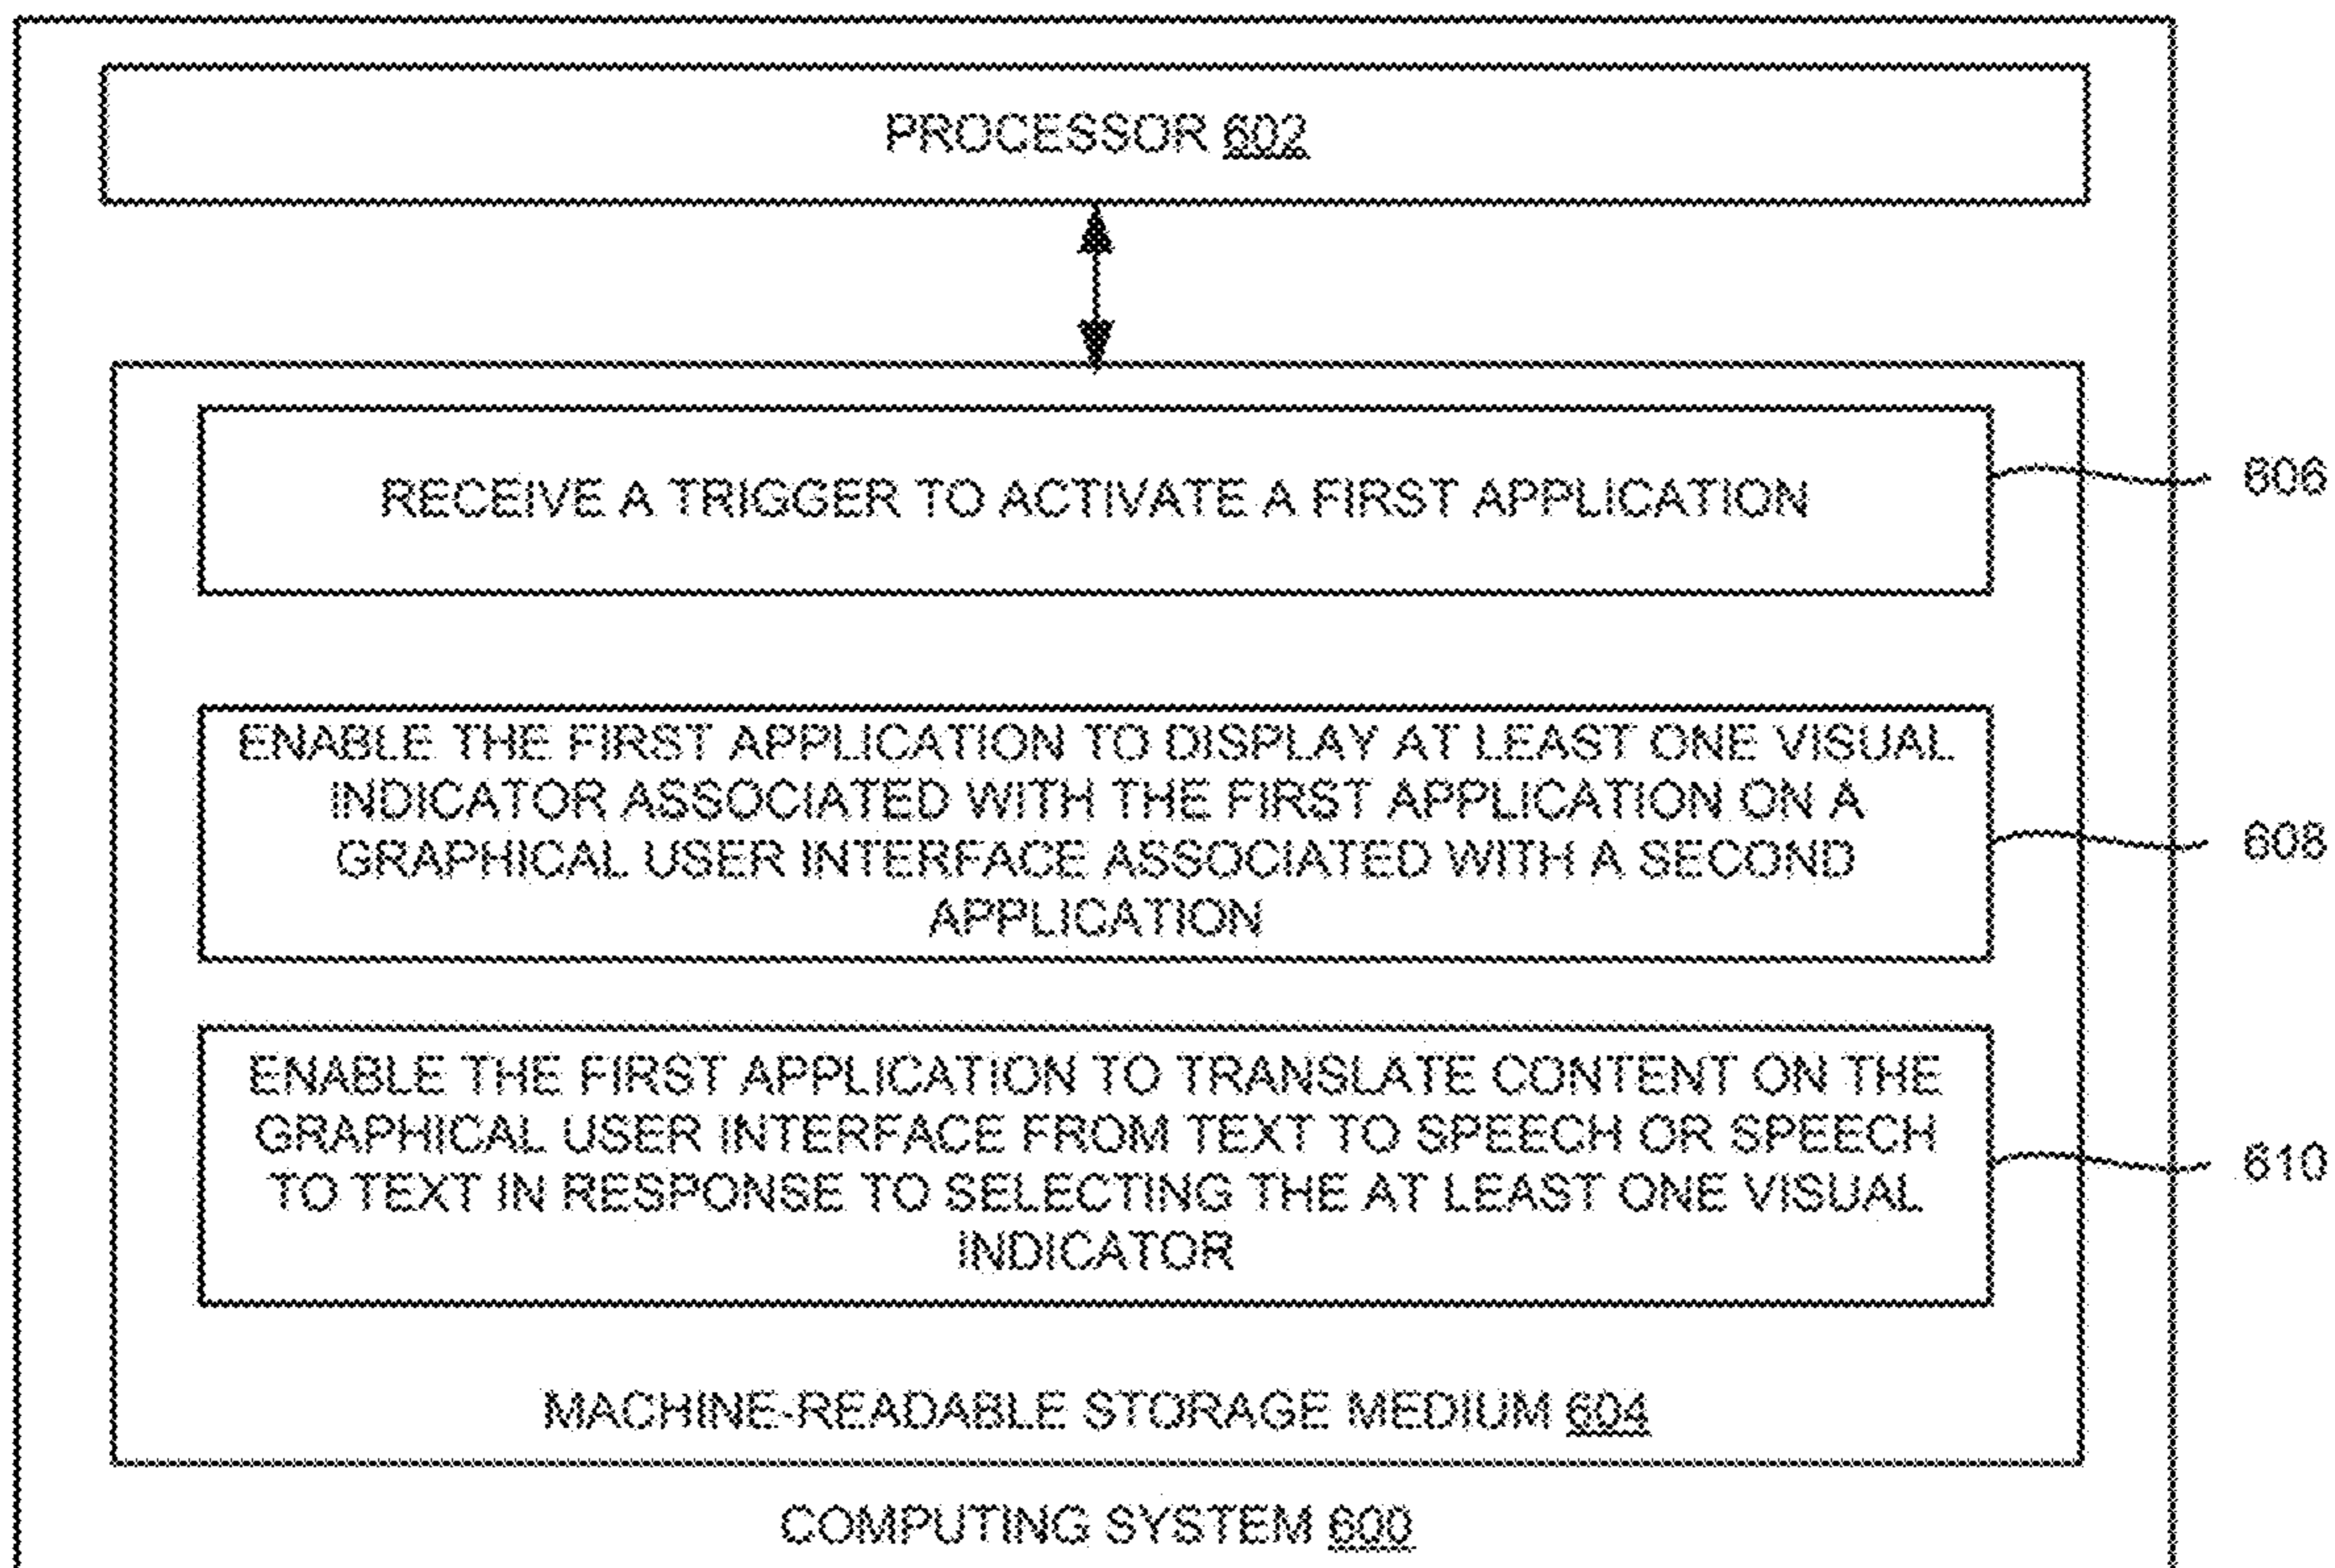 PROCESSOR 602
RECEIVE A TRIGGER TO ACTIVATE A FIRST APPLICATION
606
ENABLE THE FIRST APPLICATION TO DISPLAY AT LEAST ONE VISUAL
INDICATOR ASSOCIATED WITH THE FIRST APPLICATION ON A
GRAPHICAL USER INTERFACE ASSOCIATED WITH A SECOND
APPLICATION
608
ENABLE THE FIRST APPLICATION TO TRANSLATE CONTENT ON THE
GRAPHICAL USER INTERFACE FROM TEXT TO SPEECH OR SPEECH
TO TEXT IN RESPONSE TO SELECTING THE AT LEAST ONE VISUAL
INDICATOR
610
MACHINE-READABLE STORAGE MEDIUM 604
COMPUTING SYSTEM 600